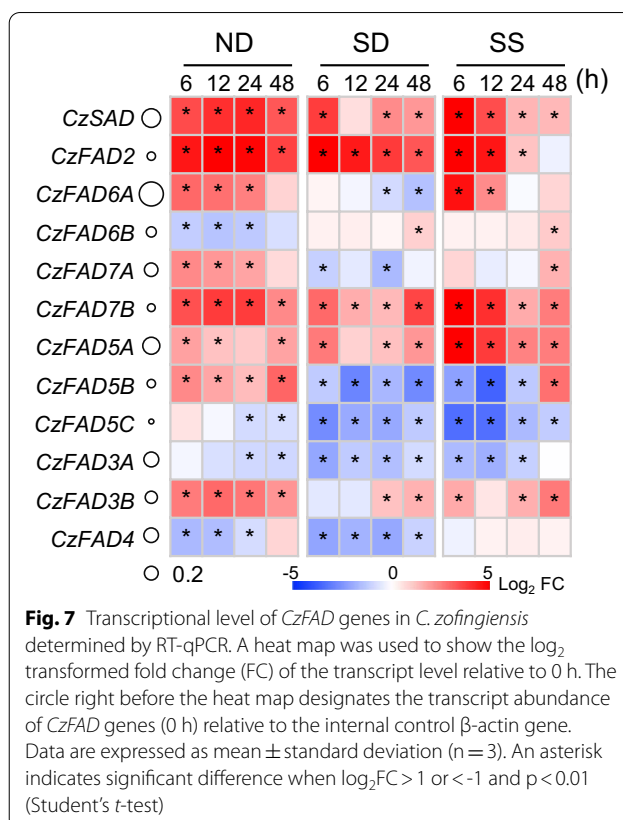 ND SD SS
6 12 24 48 6 12 24 48 6 12 24 48 (h)
CzSAD * * * * * * * * * * *
CzFAD2 * * * * * * * * * * *
CzFAD6A * * * * * * *
CzFAD6B * * * * *
CzFAD7A * * * * * *
CzFAD7B * * * * * * * * * * * *
CzFAD5A * * * * * * * * * *
CzFAD5B * * * * * * * * * * * *
CzFAD5C * * * * * * * * * *
CzFAD3A * * * * * * * * *
CzFAD3B * * * * * * * * *
CzFAD4 * * * * * * *
0.2 -5 0 5 Log2 FC
Fig. 7 Transcriptional level of CzFAD genes in C. zofingiensis
determined by RT-qPCR. A heat map was used to show the log2
transformed fold change (FC) of the transcript level relative to 0 h. The
circle right before the heat map designates the transcript abundance
of CzFAD genes (0 h) relative to the internal control β-actin gene.
Data are expressed as mean ± standard deviation (n = 3). An asterisk
indicates significant difference when log2FC > 1 or < -1 and p < 0.01
(Student's t-test)